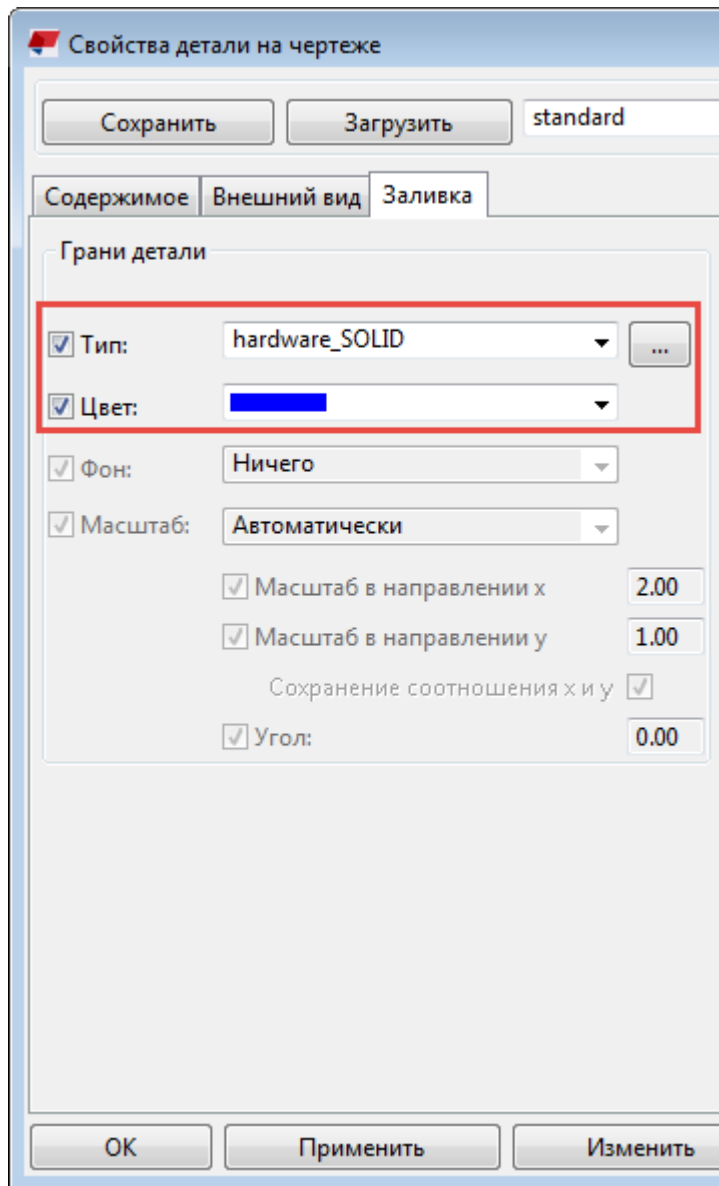 Свойства детали на чертеже
Сохранить Загрузить standard
Содержимое Внешний вид Заливка
Грани детали
Тип: hardware_SOLID ...
Цвет:
Фон: Ничего
Масштаб: Автоматически
Масштаб в направлении x 2.00
Масштаб в направлении y 1.00
Сохранение соотношения x и y
Угол: 0.00
ОК Применить Изменить